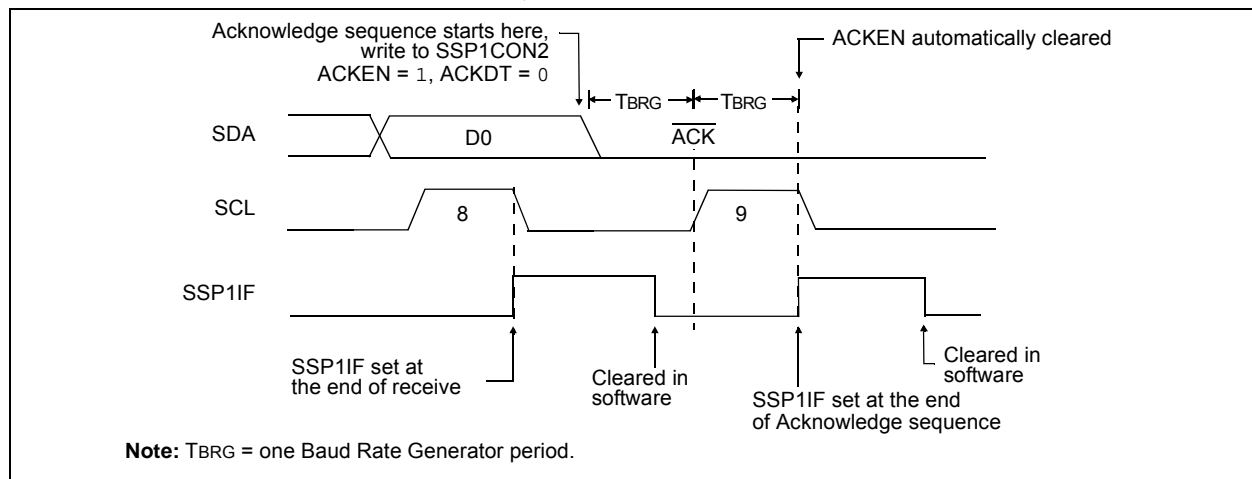 Acknowledge sequence starts here,
write to SSP1CON2
ACKEN = 1, ACKDT = 0
ACKEN automatically cleared
TBRG
TBRG
SDA
D0
ACK
SCL
8
9
SSP1IF
SSP1IF set at
the end of receive
Cleared in
software
SSP1IF set at the end
of Acknowledge sequence
Cleared in
software
Note: TBRG = one Baud Rate Generator period.